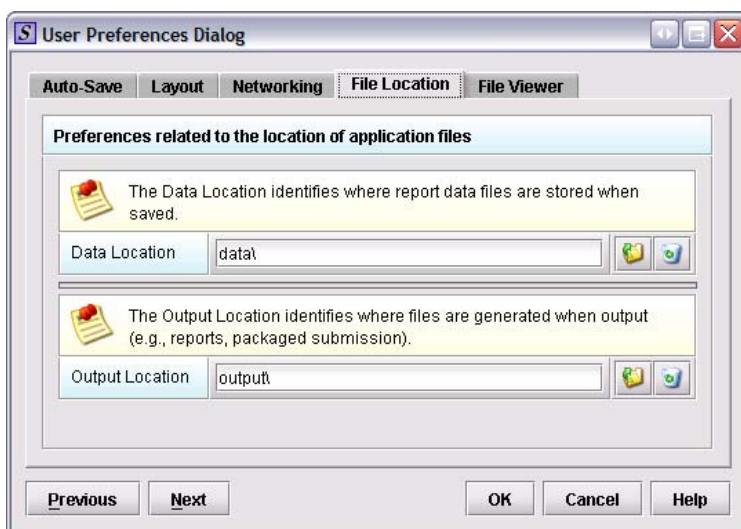 S User Preferences Dialog
Auto-Save Layout Networking File Location File Viewer
Preferences related to the location of application files
The Data Location identifies where report data files are stored when
saved.
Data Location data\
The Output Location identifies where files are generated when output
(e.g., reports, packaged submission).
Output Location output\
Previous Next OK Cancel Help